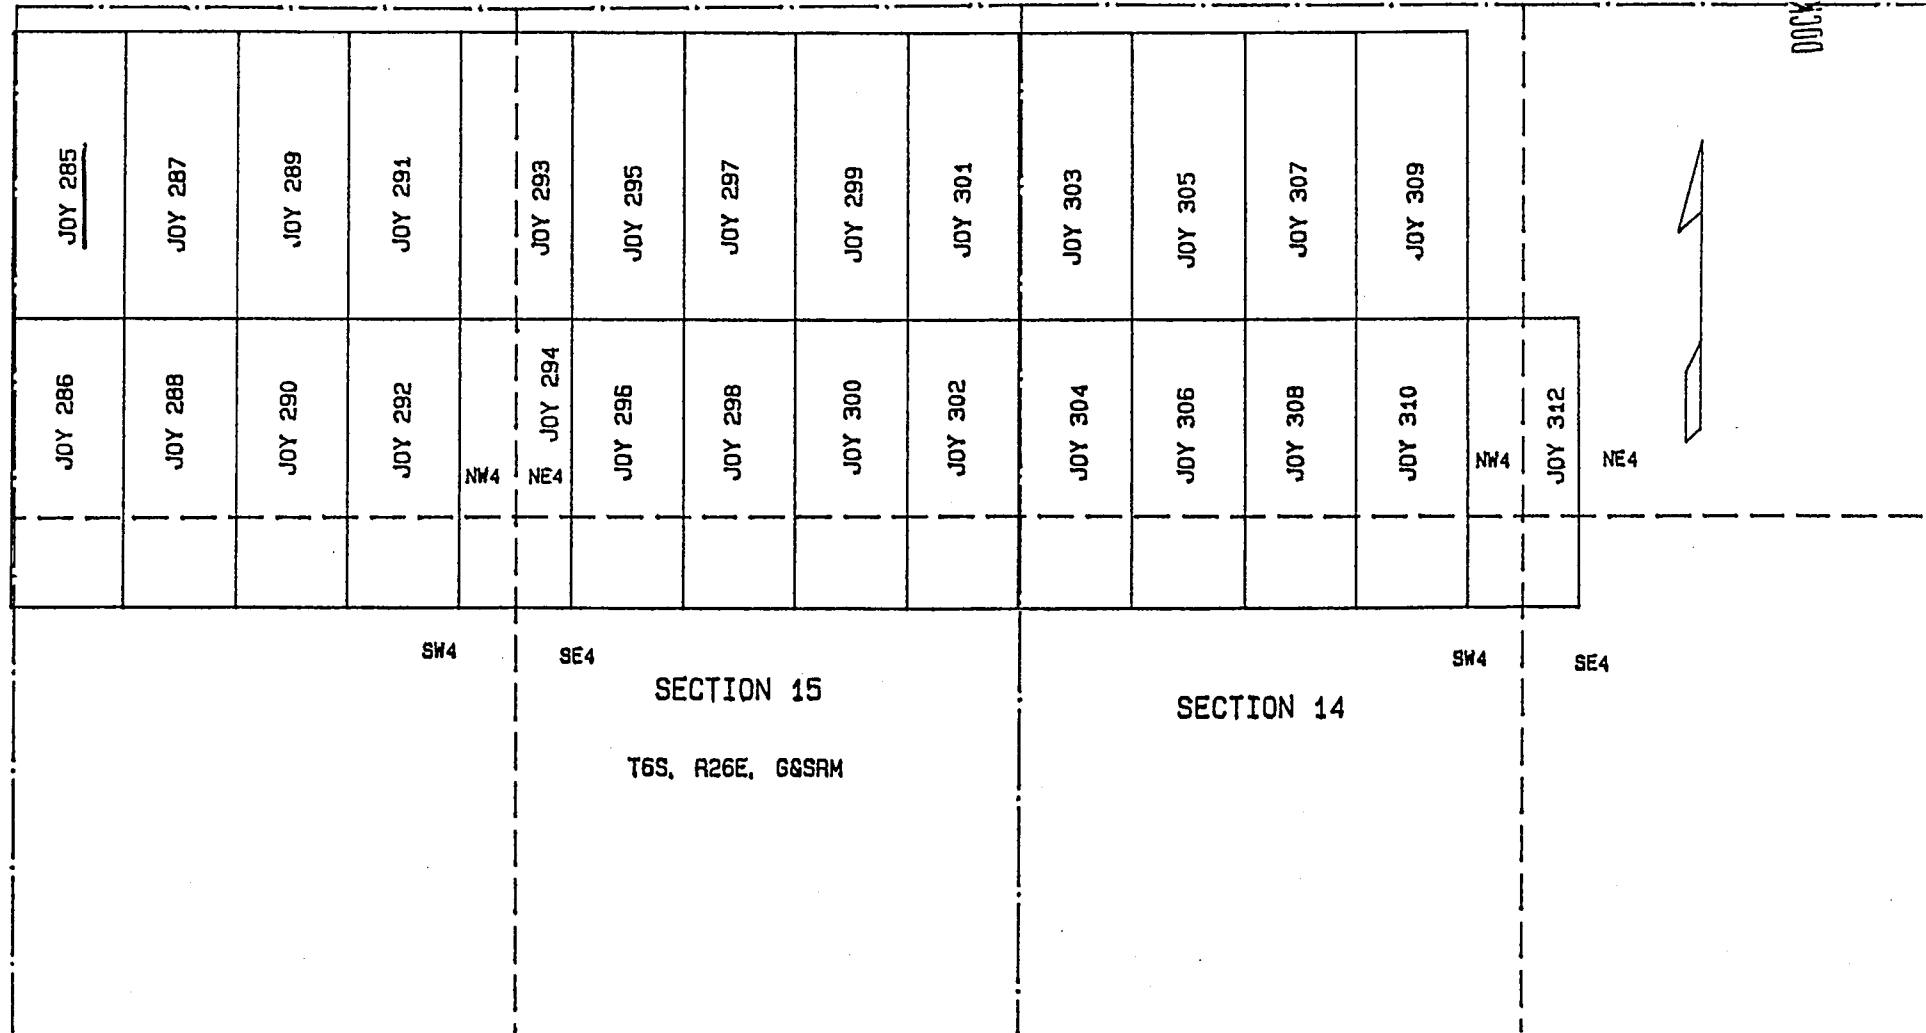 DOCK
JOY 285
JOY 287
JOY 289
JOY 291
JOY 293
JOY 295
JOY 297
JOY 299
JOY 301
JOY 303
JOY 305
JOY 307
JOY 309
JOY 286
JOY 288
JOY 290
JOY 292
JOY 294
JOY 296
JOY 298
JOY 300
JOY 302
JOY 304
JOY 306
JOY 308
JOY 310
JOY 312
NW4
NE4
NW4
NE4
SW4
SE4
SW4
SE4
SECTION 15
SECTION 14
T6S, R26E, G&SRM